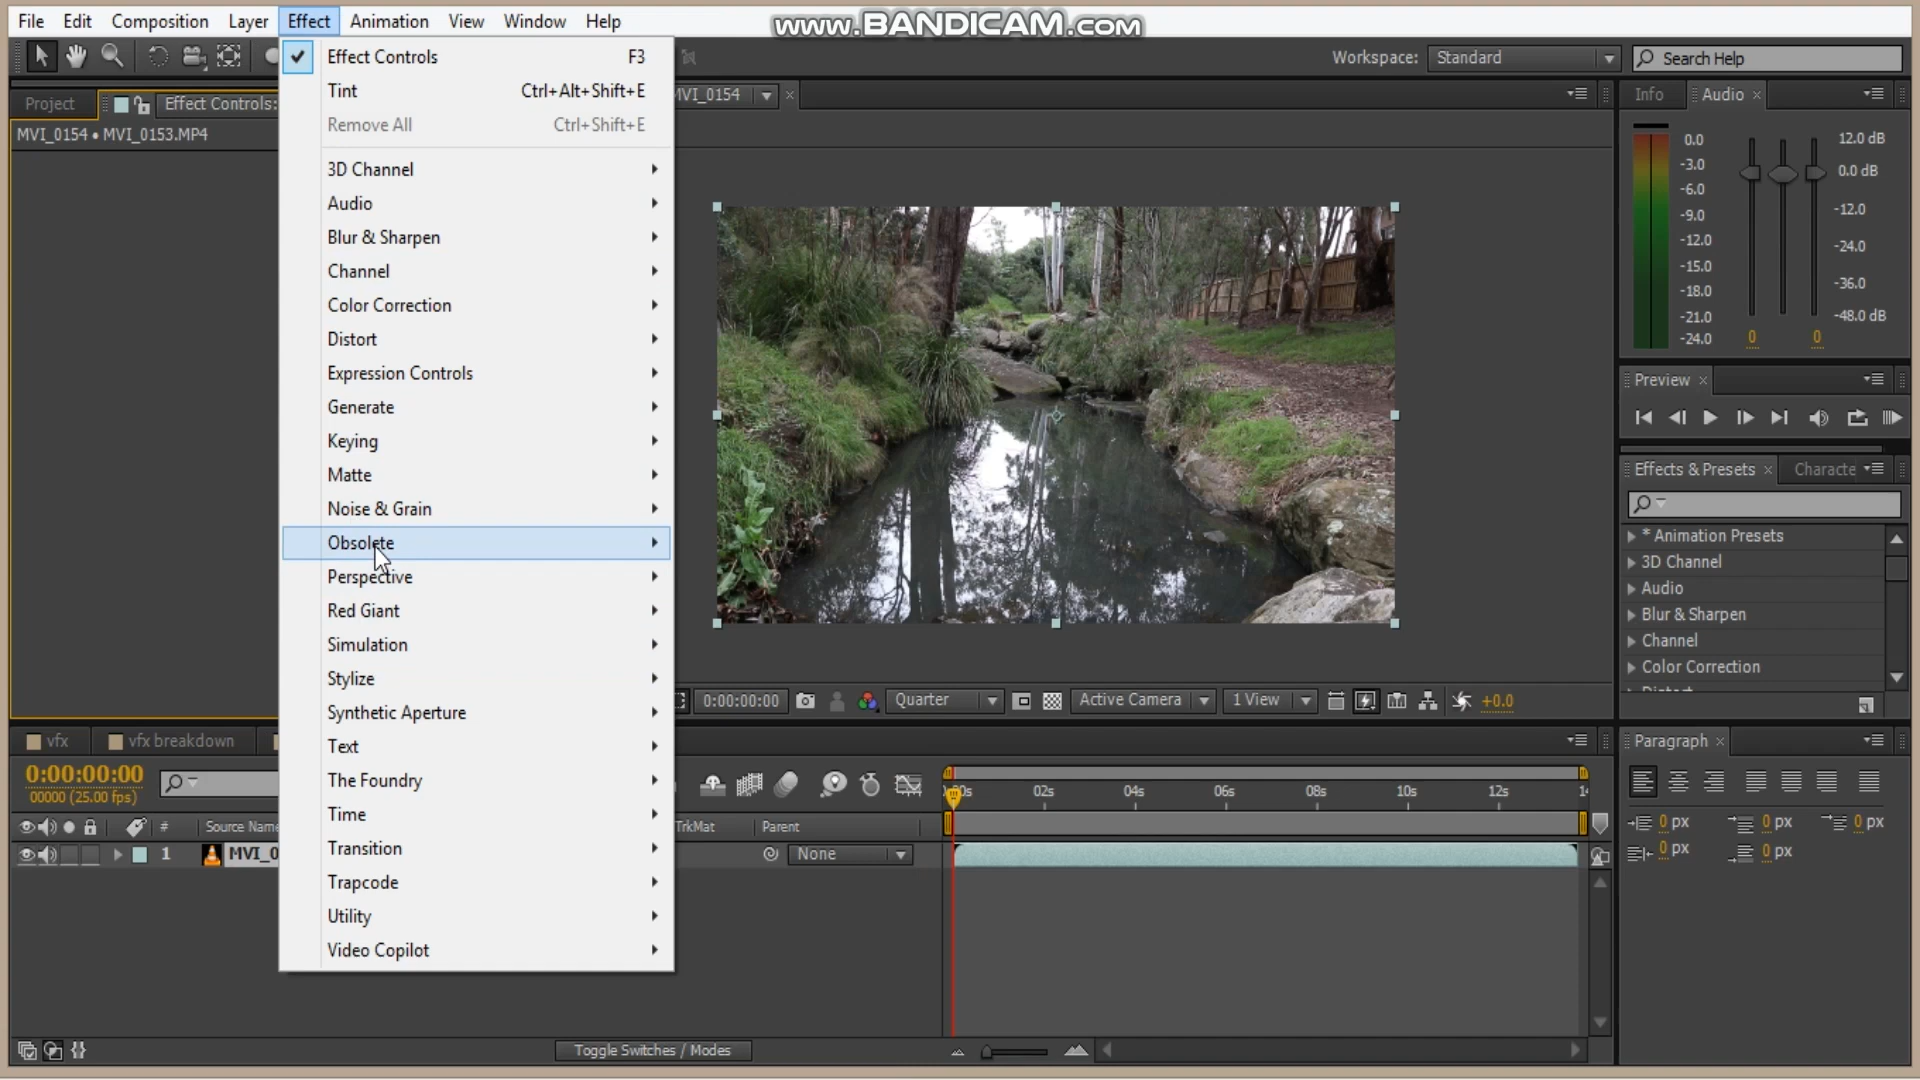 File Edit Composition Layer Effect Animation View Window Help
www.BANDICAM.com
Workspace: Standard
Search Help
Effect Controls F3
Tint Ctrl+Alt+Shift+E
Remove All Ctrl+Shift+E
3D Channel
Audio
Blur & Sharpen
Channel
Color Correction
Distort
Expression Controls
Generate
Keying
Matte
Noise & Grain
Obsolete
Perspective
Red Giant
Simulation
Stylize
Synthetic Aperture
Text
The Foundry
Time
Transition
Trapcode
Utility
Video Copilot
Project Effect Controls:
MVI_0154 • MVI_0153.MP4
MVI_0154
Info Audio
0.0 12.0 dB
-3.0 0.0 dB
-6.0
-9.0 -12.0
-12.0 -24.0
-15.0
-18.0 -36.0
-21.0 -48.0 dB
-24.0 0 0
Preview
Effects & Presets Characte
* Animation Presets
3D Channel
Audio
Blur & Sharpen
Channel
Color Correction
0:00:00:00 Quarter Active Camera 1 View +0.0
vfx vfx breakdown
0:00:00:00
00000 (25.00 fps)
# Source Name TrkMat Parent
1 MVI_0 None
00s 02s 04s 06s 08s 10s 12s 14
Paragraph
0 px 0 px 0 px
0 px 0 px
Toggle Switches / Modes